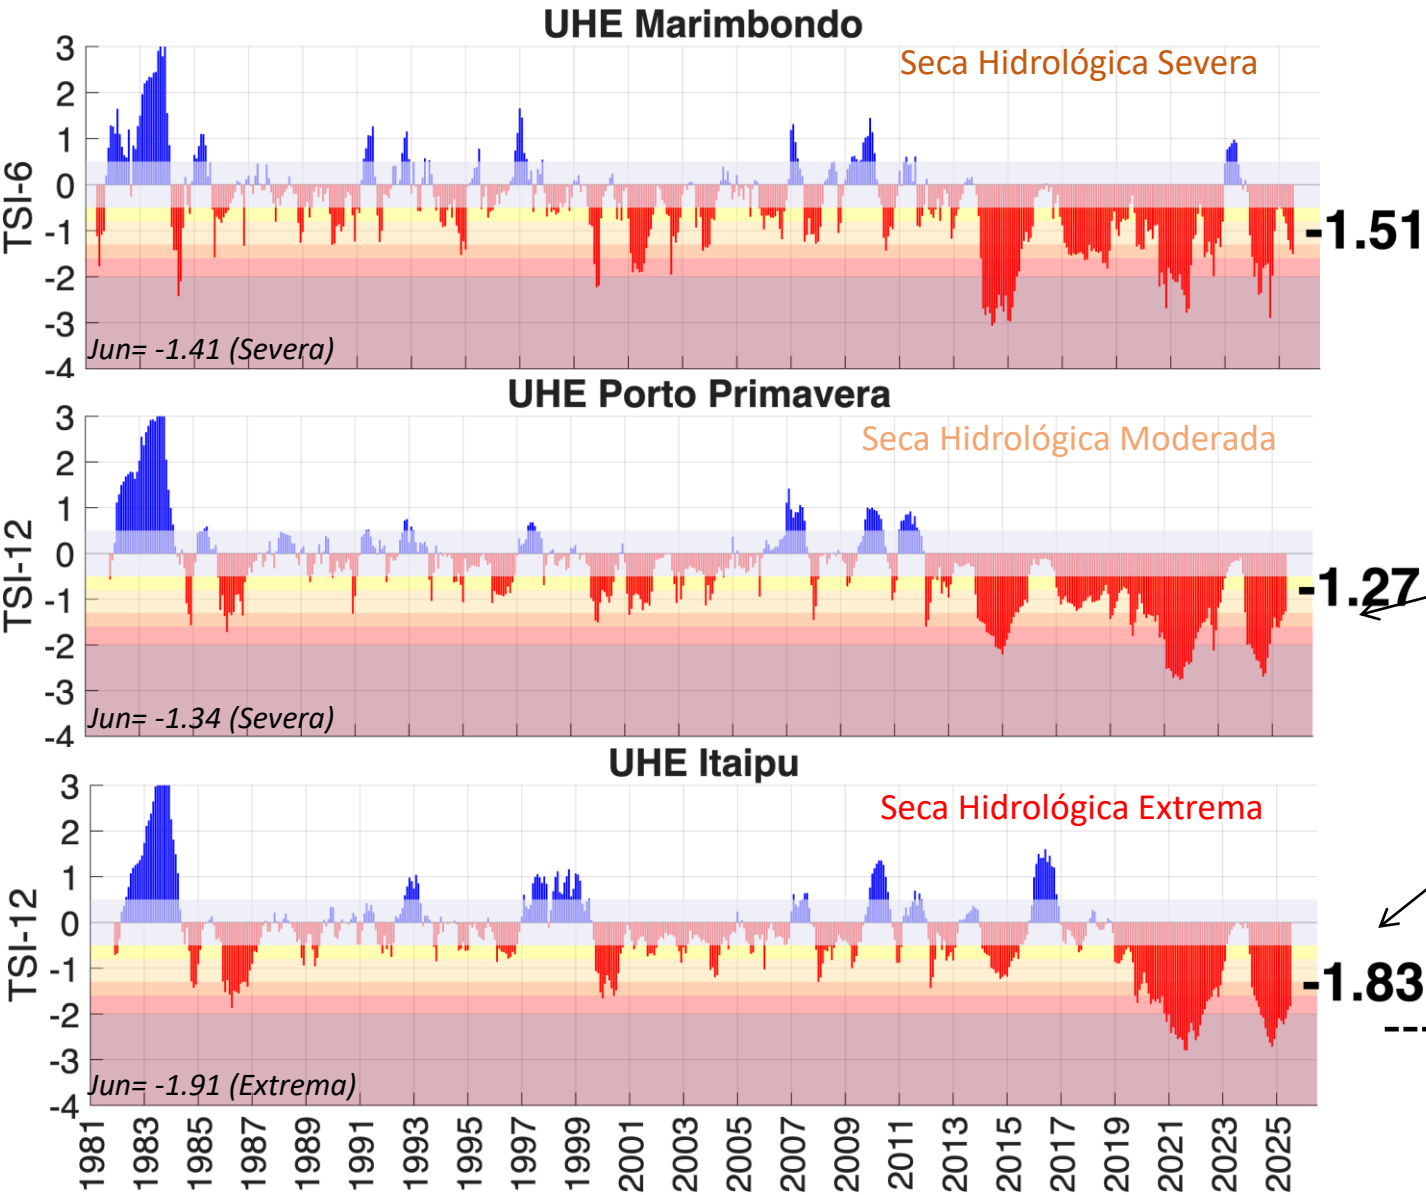 UHE Marimbondo
Seca Hidrológica Severa
3
2
1
0
-1
-2
-3
-4
TSI-6
-1.51
Jun= -1.41 (Severa)
UHE Porto Primavera
Seca Hidrológica Moderada
3
2
1
0
-1
-2
-3
-4
TSI-12
-1.27
Jun= -1.34 (Severa)
UHE Itaipu
Seca Hidrológica Extrema
3
2
1
0
-1
-2
-3
-4
TSI-12
-1.83
Jun= -1.91 (Extrema)
1981 1983 1985 1987 1989 1991 1993 1995 1997 1999 2001 2003 2005 2007 2009 2011 2013 2015 2017 2019 2021 2023 2025